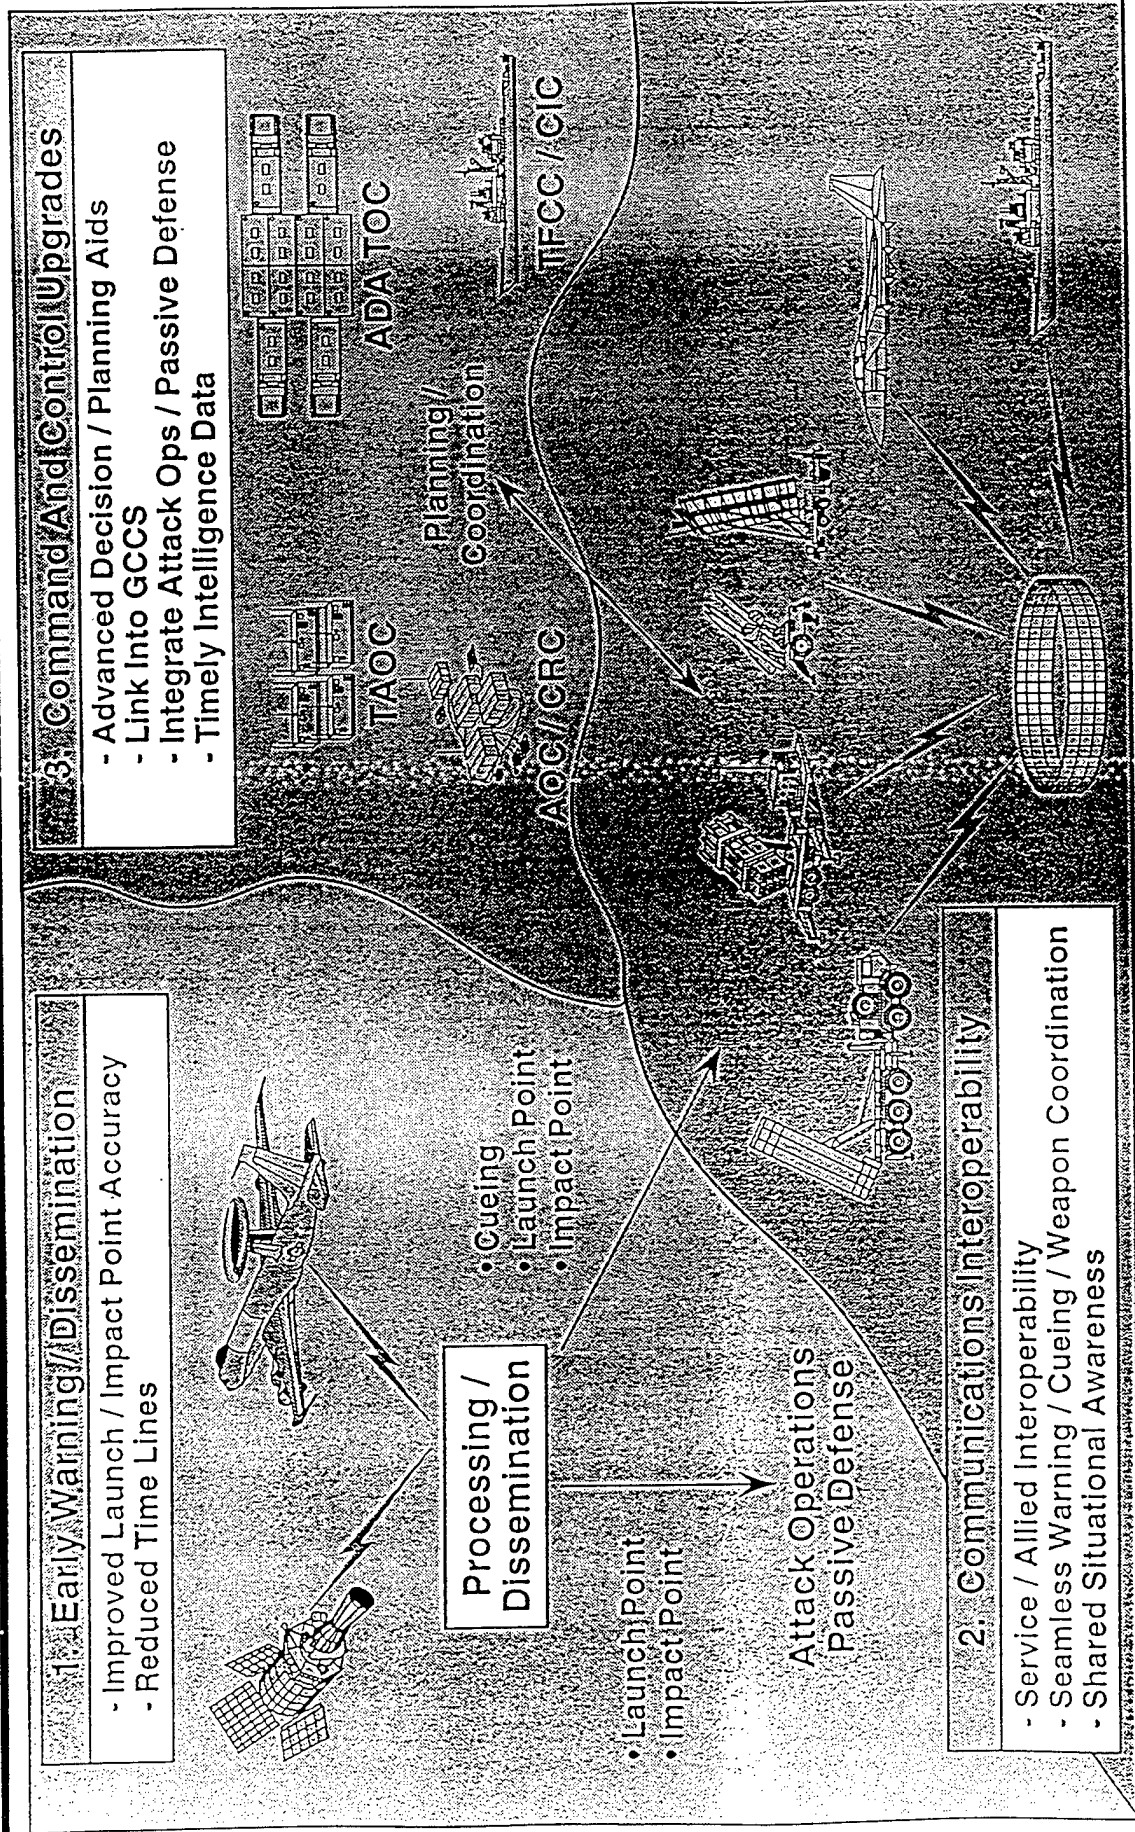 1. Early Warning / Dissemination
- Improved Launch / Impact Point Accuracy
- Reduced Time Lines
Processing /
Dissemination
• Cueing
• Launch Point
• Impact Point
• Launch Point
• Impact Point
Attack Operations
Passive Defense
3. Command And Control Upgrades
- Advanced Decision / Planning Aids
- Link Into GCCS
- Integrate Attack Ops / Passive Defense
- Timely Intelligence Data
TAOC
ADA TOC
AOC / CRC
TFCC / CIC
Planning /
Coordination
2. Communications Interoperability
- Service / Allied Interoperability
- Seamless Warning / Cueing / Weapon Coordination
- Shared Situational Awareness